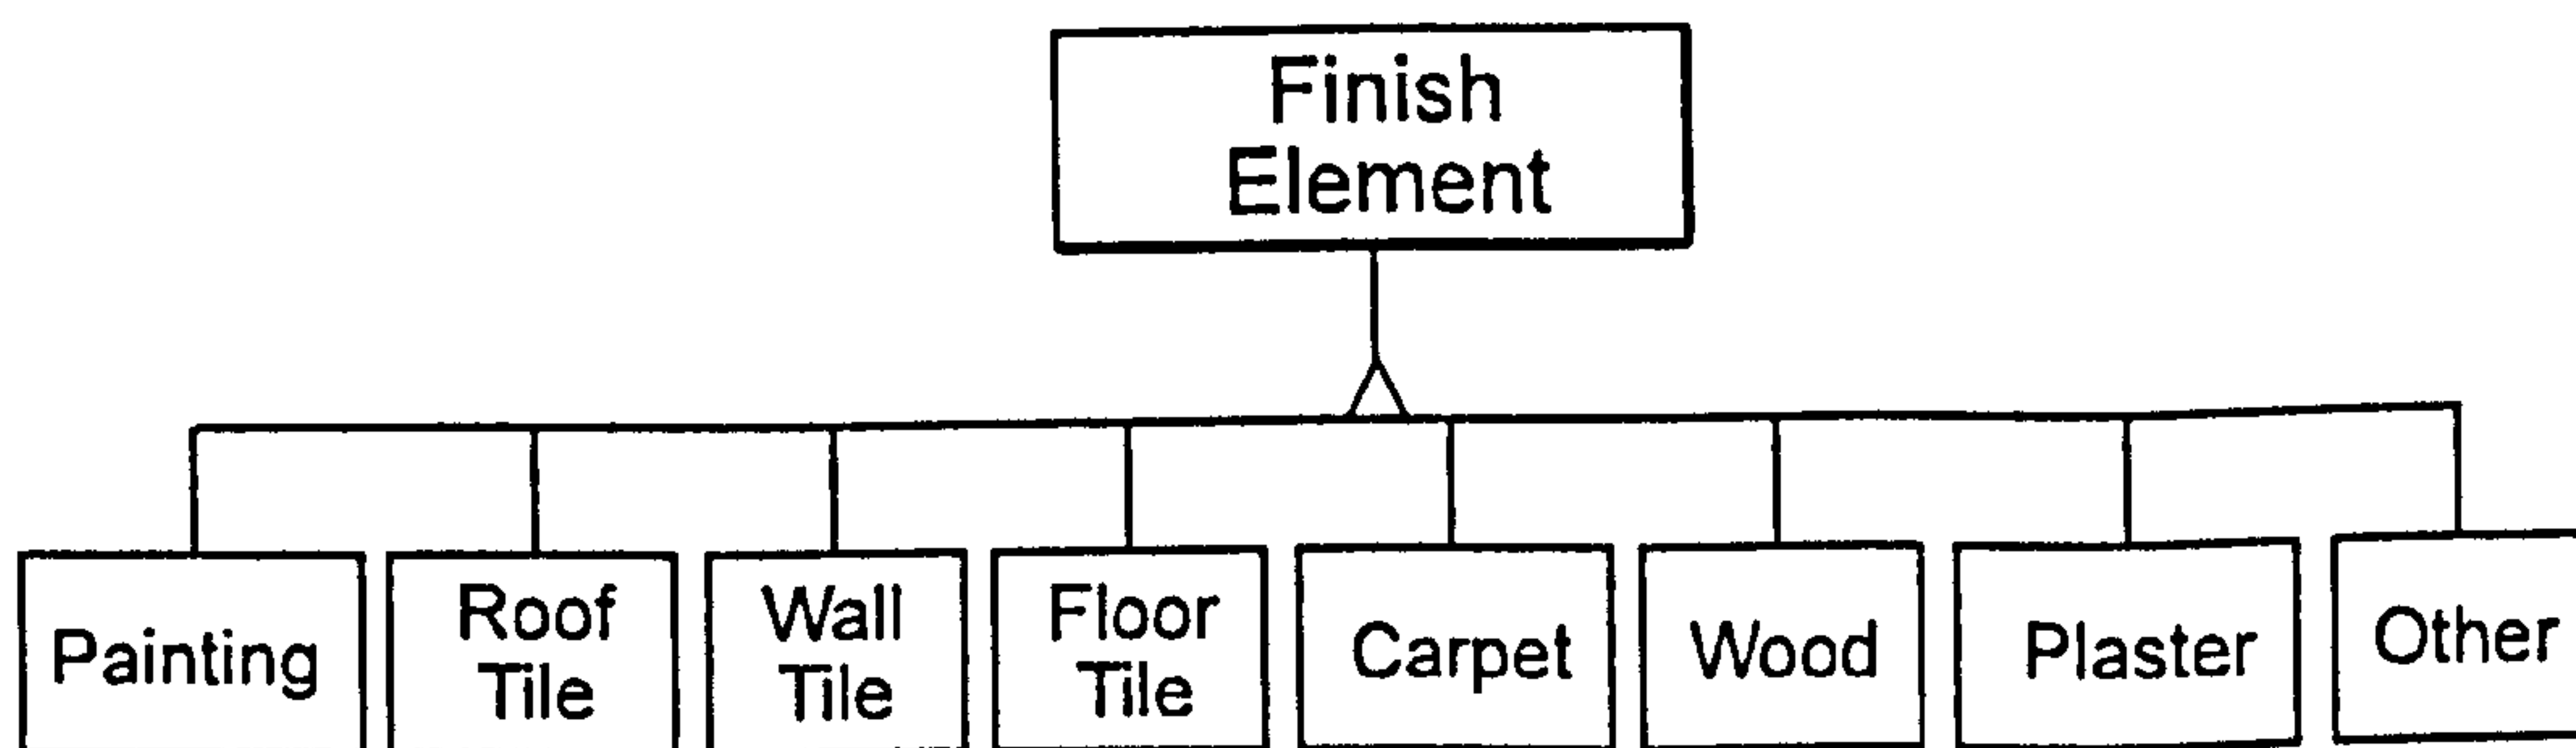 Finish
Element
Painting
Roof
Tile
Wall
Tile
Floor
Tile
Carpet
Wood
Plaster
Other